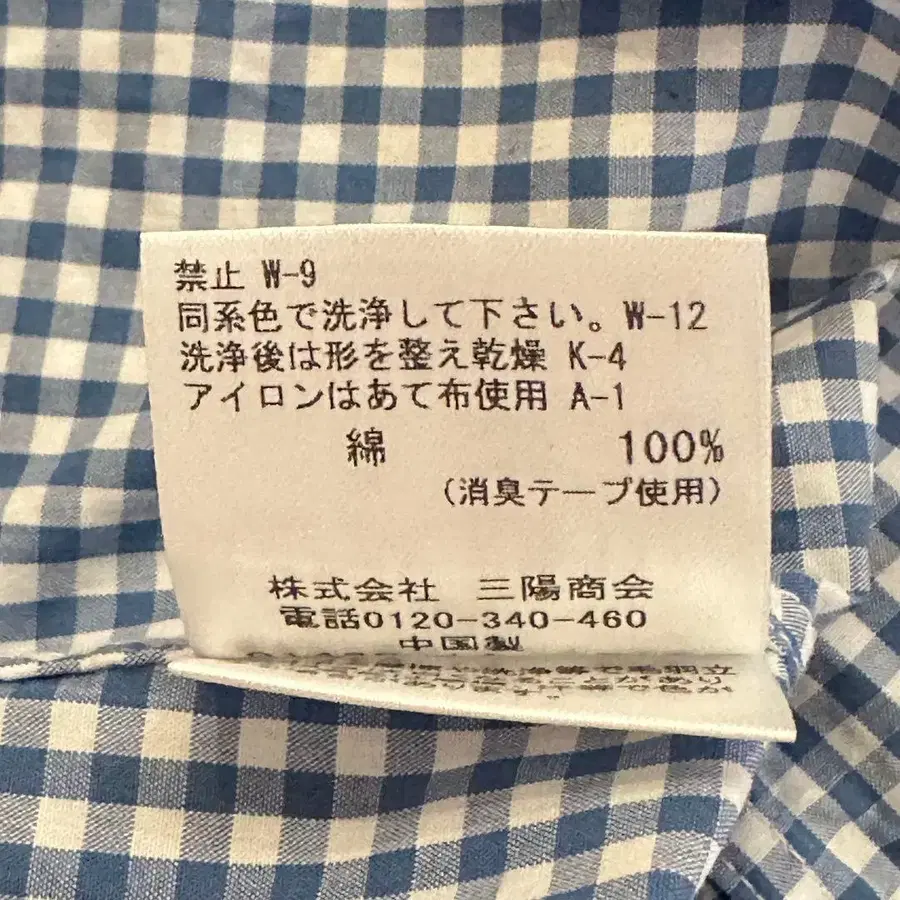 禁止 W-9
同系色で洗浄して下さい。W-12
洗浄後は形を整え乾燥 K-4
アイロンはあて布使用 A-1
綿 100%
(消臭テープ使用)
株式会社 三陽商会
電話0120-340-460
中国製